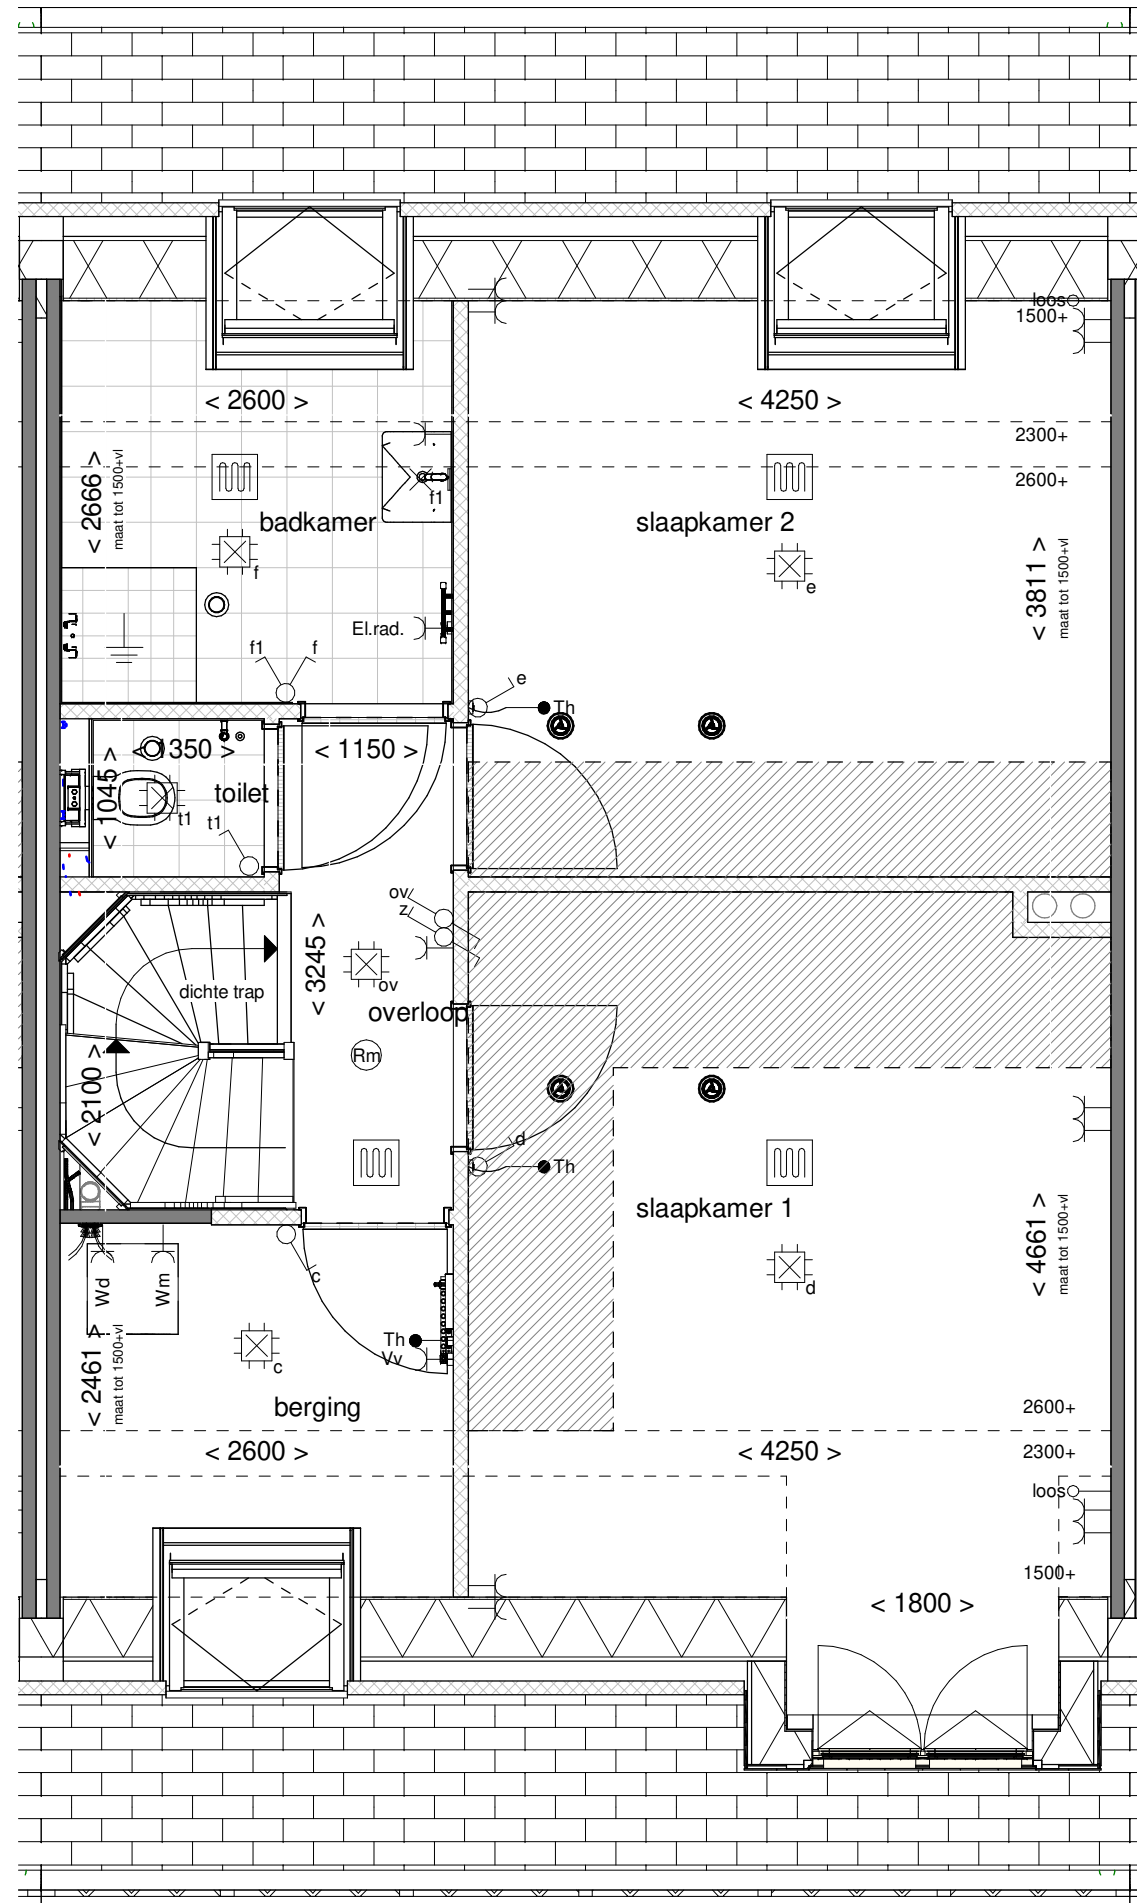 loos
1500+
< 2600 >
< 4250 >
2300+
2600+
< 2666 >
maat tot 1500+vl
f1
badkamer
slaapkamer 2
f
e
< 3811 >
maat tot 1500+vl
El.rad.
f1
f
e
Th
< 1350 >
< 1150 >
< 1045 >
toilet
t1
t1
ov
z
< 3245 >
dichte trap
ov
overloop
Rm
< 2100 >
d
Th
slaapkamer 1
< 4661 >
maat tot 1500+vl
Wd
Wm
c
d
Th
Vv
< 2461 >
maat tot 1500+vl
c
berging
2600+
< 2600 >
< 4250 >
2300+
loos
1500+
< 1800 >